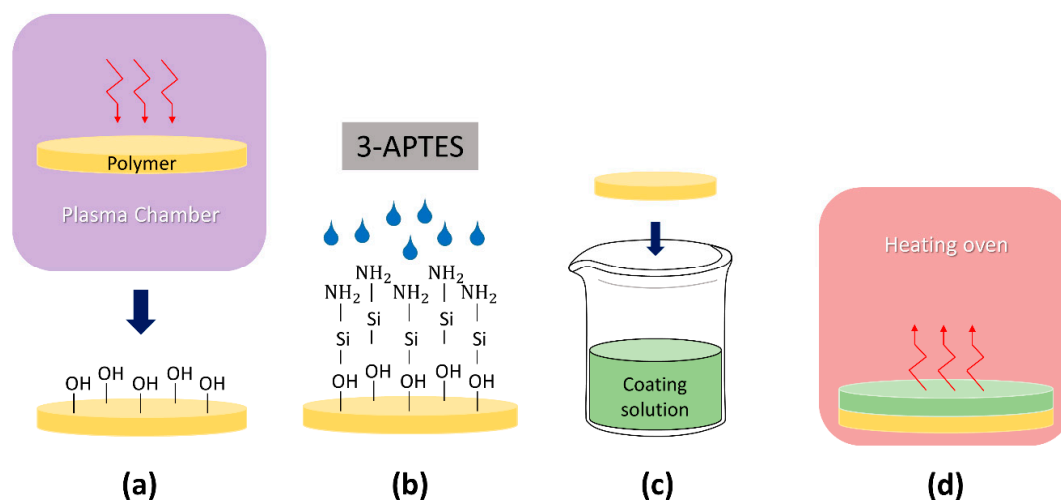 Polymer
Plasma Chamber
OH OH OH OH OH
(a)
3-APTES
NH₂ NH₂
NH₂ NH₂ NH₂
Si Si
Si Si Si
OH OH OH OH OH
(b)
Coating
solution
(c)
Heating oven
(d)